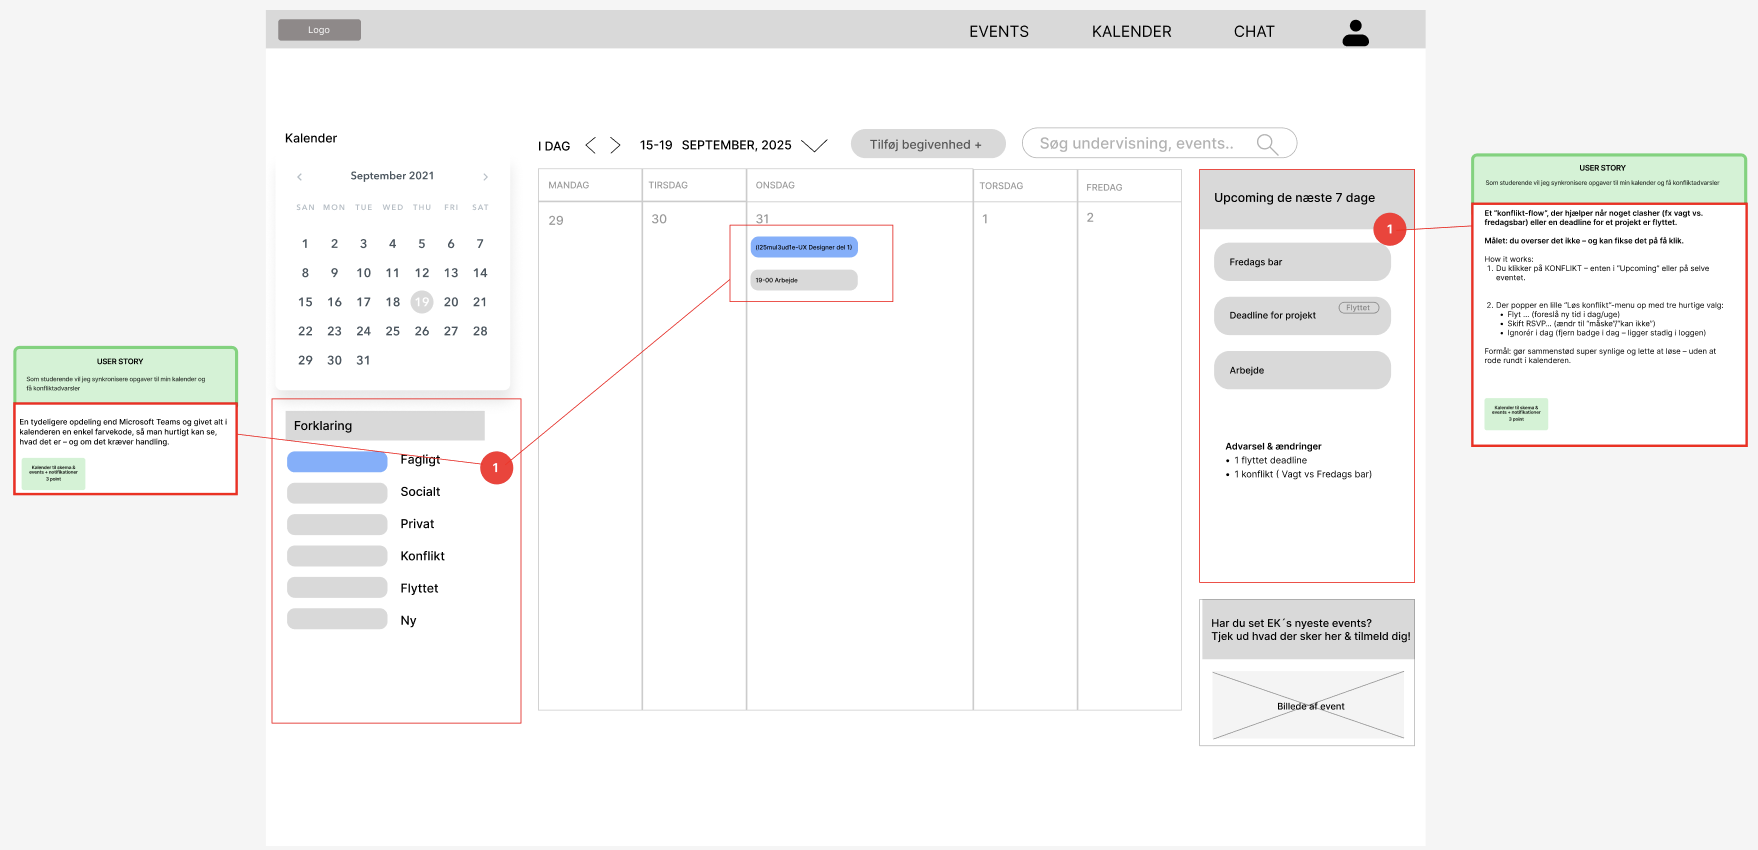 Logo
EVENTS
KALENDER
CHAT
Kalender
September 2021
SAN MON TUE WED THU FRI SAT
1 2 3 4 5 6 7
8 9 10 11 12 13 14
15 16 17 18 19 20 21
22 23 24 25 26 27 28
29 30 31
I DAG
15-19 SEPTEMBER, 2025
Tilføj begivenhed +
Søg undervisning, events..
MANDAG
TIRSDAG
ONSDAG
TORSDAG
FREDAG
29
30
31
1
2
(I25mul3ud1e-UX Designer del 1)
19-00 Arbejde
Forklaring
Fagligt
Socialt
Privat
Konflikt
Flyttet
Ny
1
Upcoming de næste 7 dage
1
Fredags bar
Deadline for projekt
Flyttet
Arbejde
Advarsel & ændringer
• 1 flyttet deadline
• 1 konflikt ( Vagt vs Fredags bar)
Har du set EK´s nyeste events?
Tjek ud hvad der sker her & tilmeld dig!
Billede af event
USER STORY
Som studerende vil jeg synkronisere opgaver til min kalender og
få konfliktadvarsler
En tydeligere opdeling end Microsoft Teams og givet alt i
kalenderen en enkel farvekode, så man hurtigt kan se,
hvad det er – og om det kræver handling.
Kalender til skema &
events + notifikationer
3 point
USER STORY
Som studerende vil jeg synkronisere opgaver til min kalender og få konfliktadvarsler
Et "konflikt-flow", der hjælper når noget clasher (fx vagt vs.
fredagsbar) eller en deadline for et projekt er flyttet.
Målet: du overser det ikke – og kan fikse det på få klik.
How it works:
1. Du klikker på KONFLIKT – enten i "Upcoming" eller på selve
eventet.
2. Der popper en lille "Løs konflikt"-menu op med tre hurtige valg:
• Flyt ... (foreslå ny tid i dag/uge)
• Skift RSVP... (ændr til "måske"/"kan ikke")
• Ignorér i dag (fjern badge i dag – ligger stadig i loggen)
Formål: gør sammenstød super synlige og lette at løse – uden at
rode rundt i kalenderen.
Kalender til skema &
events + notifikationer
3 point